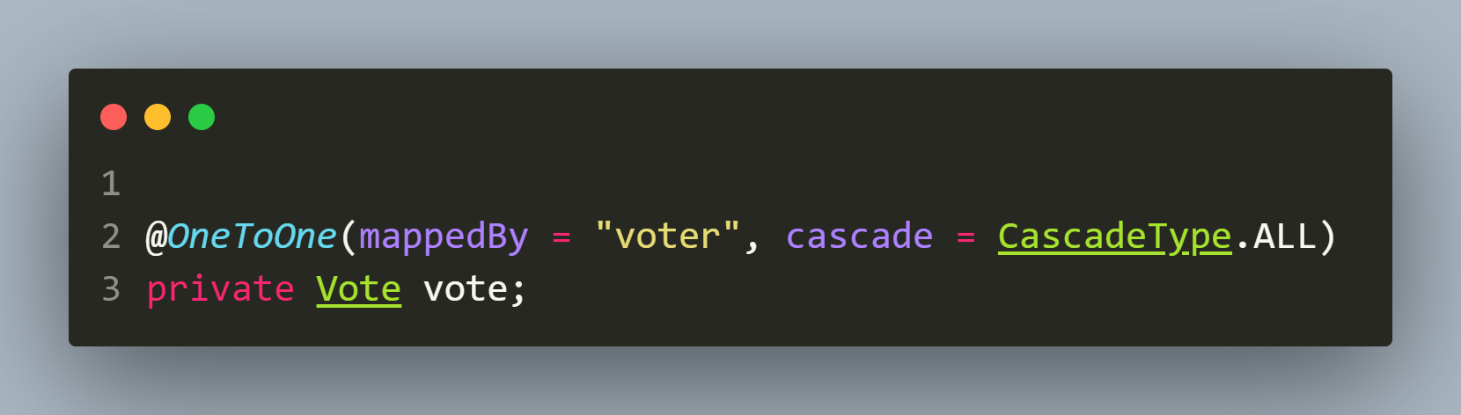 1
2 @OneToOne(mappedBy = "voter", cascade = CascadeType.ALL)
3 private Vote vote;